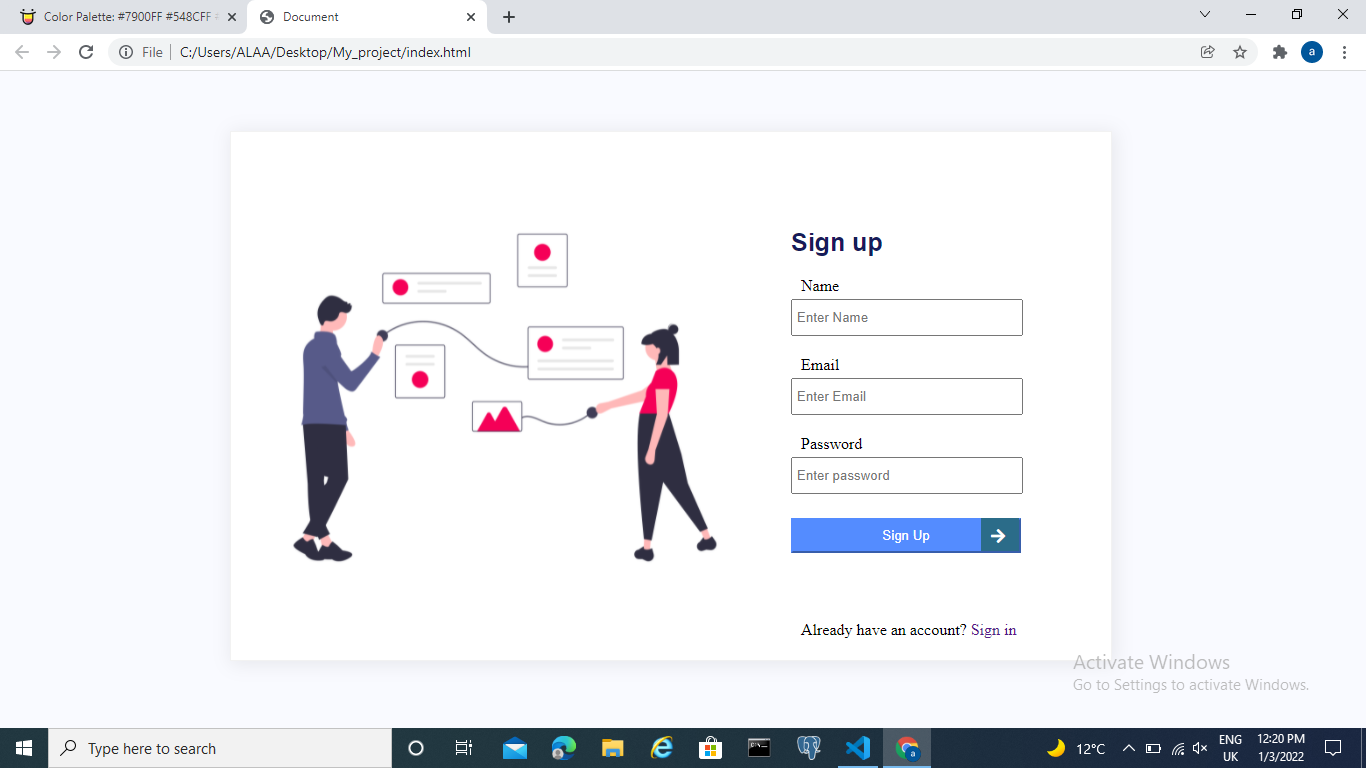 Color Palette: #7900FF #548CFF
Document
File
C:/Users/ALAA/Desktop/My_project/index.html
a
Sign up
Name
Enter Name
Email
Enter Email
Password
Enter password
Sign Up
Already have an account? Sign in
Activate Windows
Go to Settings to activate Windows.
Type here to search
a
12°C
ENG
UK
12:20 PM
1/3/2022